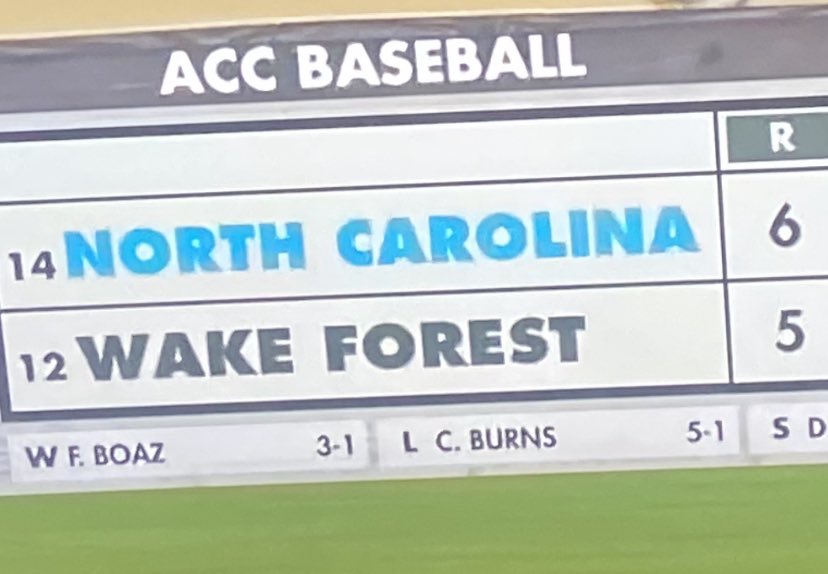 ACC BASEBALL
R
14 NORTH CAROLINA 6
12 WAKE FOREST 5
W F. BOAZ 3-1 L C. BURNS 5-1 S D